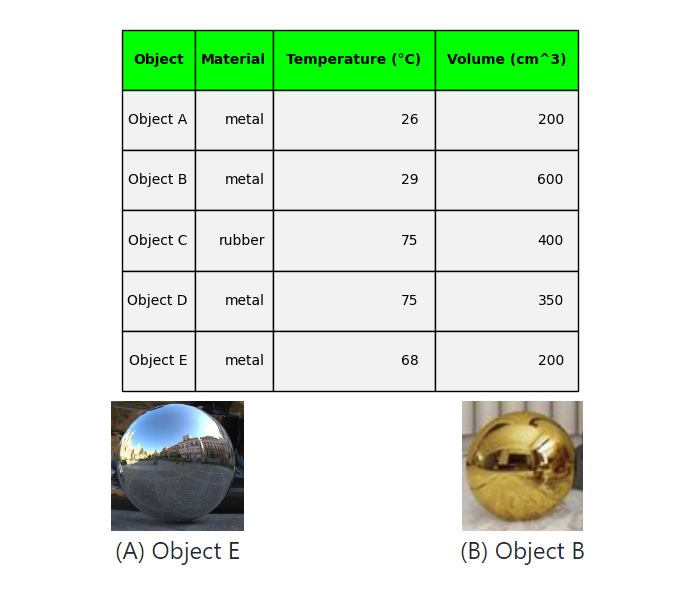 Object Material Temperature (°C) Volume (cm^3)
Object A metal 26 200
Object B metal 29 600
Object C rubber 75 400
Object D metal 75 350
Object E metal 68 200
(A) Object E (B) Object B